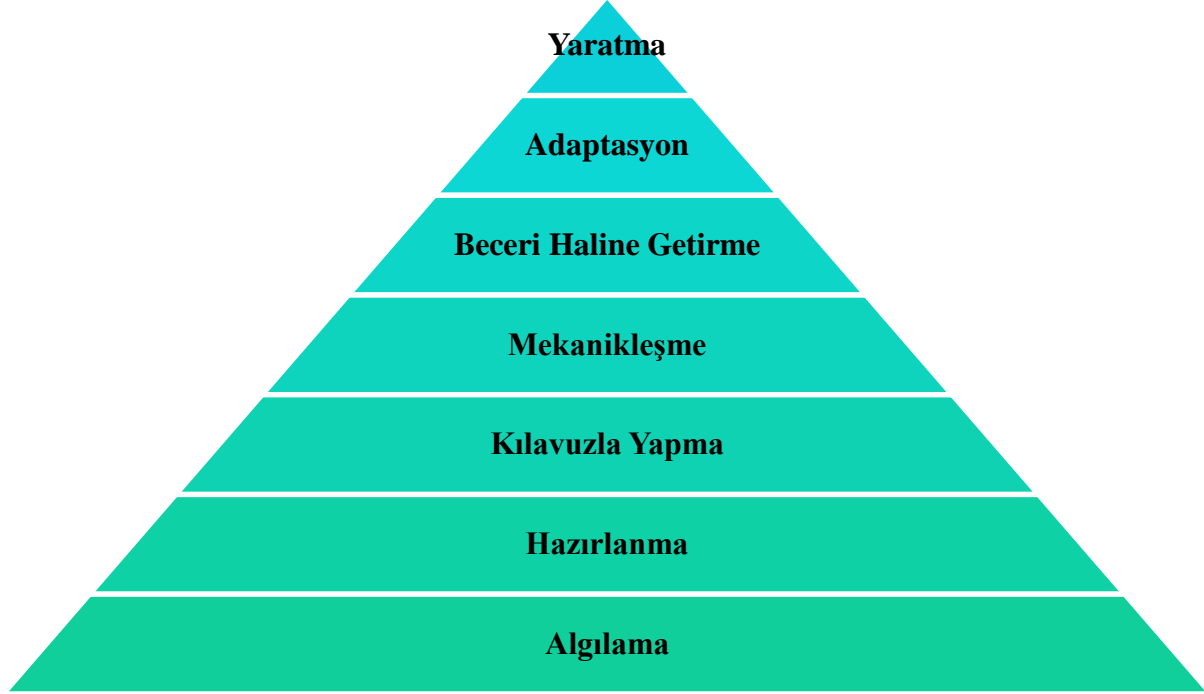 Yaratma
Adaptasyon
Beceri Haline Getirme
Mekanikleşme
Kılavuzla Yapma
Hazırlanma
Algılama